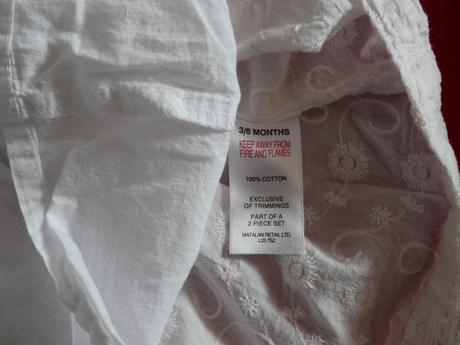 3/6 MONTHS
KEEP AWAY FROM
FIRE AND FLAMES
100% COTTON
EXCLUSIVE
OF TRIMMINGS
PART OF A
2 PIECE SET
MATALAN RETAIL LTD.
L33 7SZ